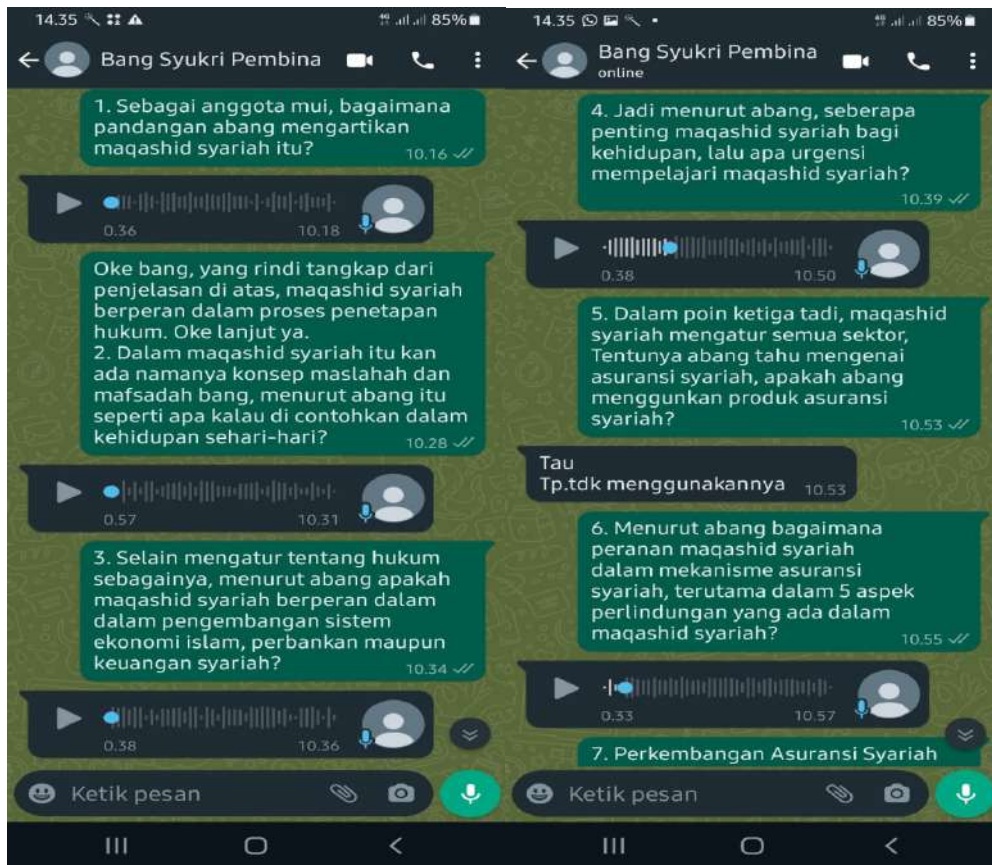 14.35
85%
Bang Syukri Pembina
1. Sebagai anggota mui, bagaimana
pandangan abang mengartikan
maqashid syariah itu?
10.16
0.36
10.18
Oke bang, yang rindi tangkap dari
penjelasan di atas, maqashid syariah
berperan dalam proses penetapan
hukum. Oke lanjut ya.
2. Dalam maqashid syariah itu kan
ada namanya konsep maslahah dan
mafsadah bang, menurut abang itu
seperti apa kalau di contohkan dalam
kehidupan sehari-hari?
10.28
0.57
10.31
3. Selain mengatur tentang hukum
sebagainya, menurut abang apakah
maqashid syariah berperan dalam
dalam pengembangan sistem
ekonomi islam, perbankan maupun
keuangan syariah?
10.34
0.38
10.36
Ketik pesan
14.35
85%
Bang Syukri Pembina
online
4. Jadi menurut abang, seberapa
penting maqashid syariah bagi
kehidupan, lalu apa urgensi
mempelajari maqashid syariah?
10.39
0.38
10.50
5. Dalam poin ketiga tadi, maqashid
syariah mengatur semua sektor,
Tentunya abang tahu mengenai
asuransi syariah, apakah abang
menggunkan produk asuransi
syariah?
10.53
Tau
Tp.tdk menggunakannya
10.53
6. Menurut abang bagaimana
peranan maqashid syariah
dalam mekanisme asuransi
syariah, terutama dalam 5 aspek
perlindungan yang ada dalam
maqashid syariah?
10.55
0.33
10.57
7. Perkembangan Asuransi Syariah
Ketik pesan